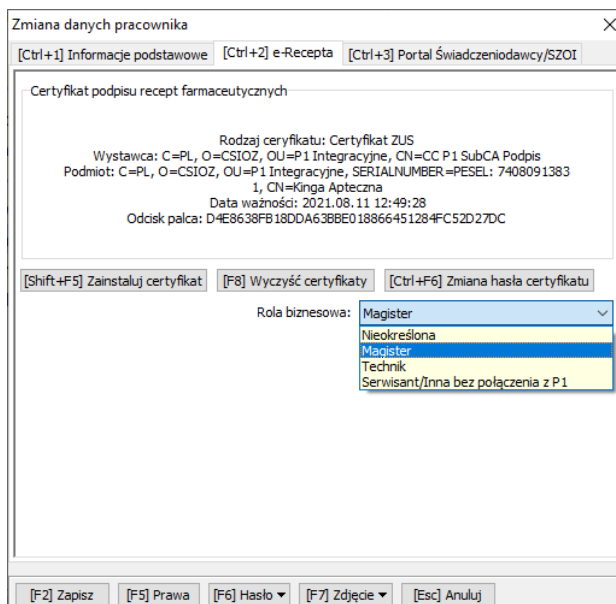 Zmiana danych pracownika
[Ctrl+1] Informacje podstawowe [Ctrl+2] e-Recepta [Ctrl+3] Portal Świadczeniodawcy/SZOI
Certyfikat podpisu recept farmaceutycznych
Rodzaj ceryfikatu: Certyfikat ZUS
Wystawca: C=PL, O=CSIOZ, OU=P1 Integracyjne, CN=CC P1 SubCA Podpis
Podmiot: C=PL, O=CSIOZ, OU=P1 Integracyjne, SERIALNUMBER=PESEL: 7408091383
1, CN=Kinga Apteczna
Data ważności: 2021.08.11 12:49:28
Odcisk palca: D4E8638FB18DDA63BBE018866451284FC52D27DC
[Shift+F5] Zainstaluj certyfikat [F8] Wyczyść certyfikaty [Ctrl+F6] Zmiana hasła certyfikatu
Rola biznesowa: Magister
Nieokreślona
Magister
Technik
Serwisant/Inna bez połączenia z P1
[F2] Zapisz [F5] Prawa [F6] Hasło [F7] Zdjęcie [Esc] Anuluj